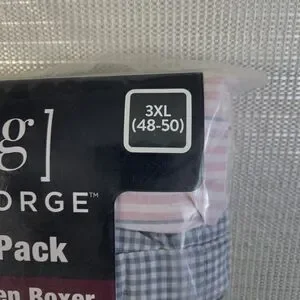 g]
3XL
(48-50)
ORGE™
Pack
en Boxer